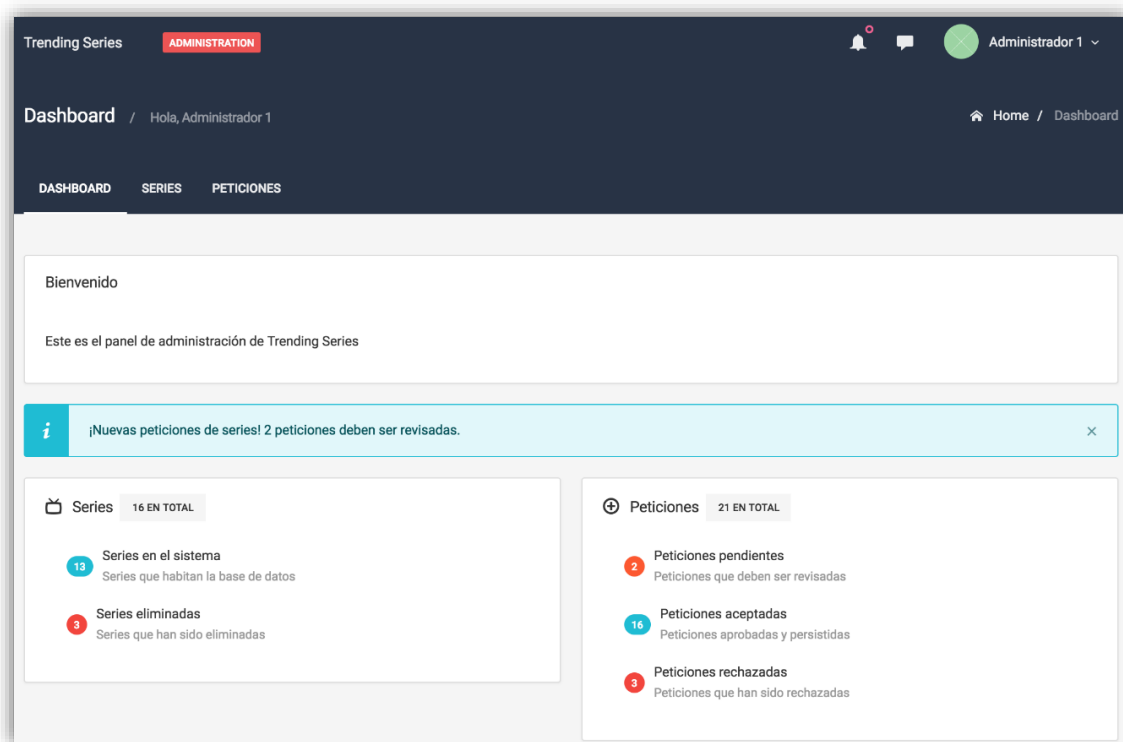 Trending Series ADMINISTRATION Administrador 1
Dashboard / Hola, Administrador 1 Home / Dashboard
DASHBOARD SERIES PETICIONES
Bienvenido
Este es el panel de administración de Trending Series
i ¡Nuevas peticiones de series! 2 peticiones deben ser revisadas. ×
Series 16 EN TOTAL
13 Series en el sistema
Series que habitan la base de datos
3 Series eliminadas
Series que han sido eliminadas
Peticiones 21 EN TOTAL
2 Peticiones pendientes
Peticiones que deben ser revisadas
16 Peticiones aceptadas
Peticiones aprobadas y persistidas
3 Peticiones rechazadas
Peticiones que han sido rechazadas